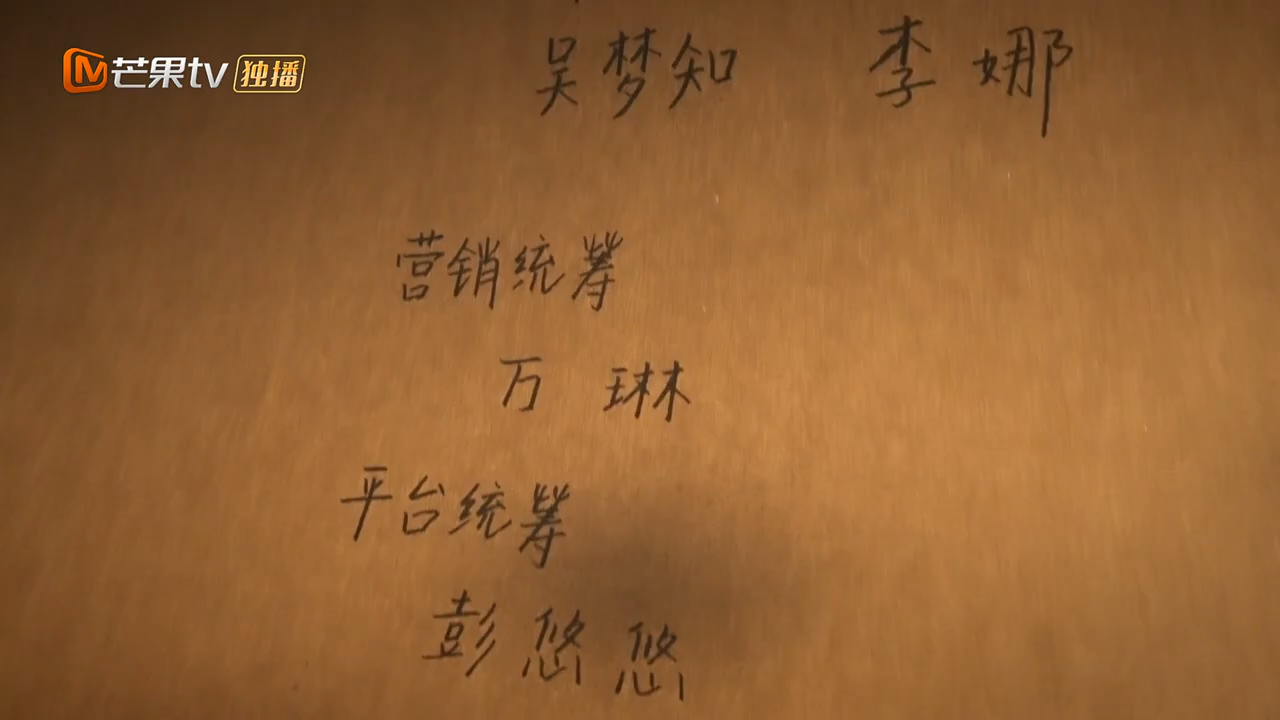 芒果tv 独播
吴梦知 李娜
营销统筹
万琳
平台统筹
彭悠悠